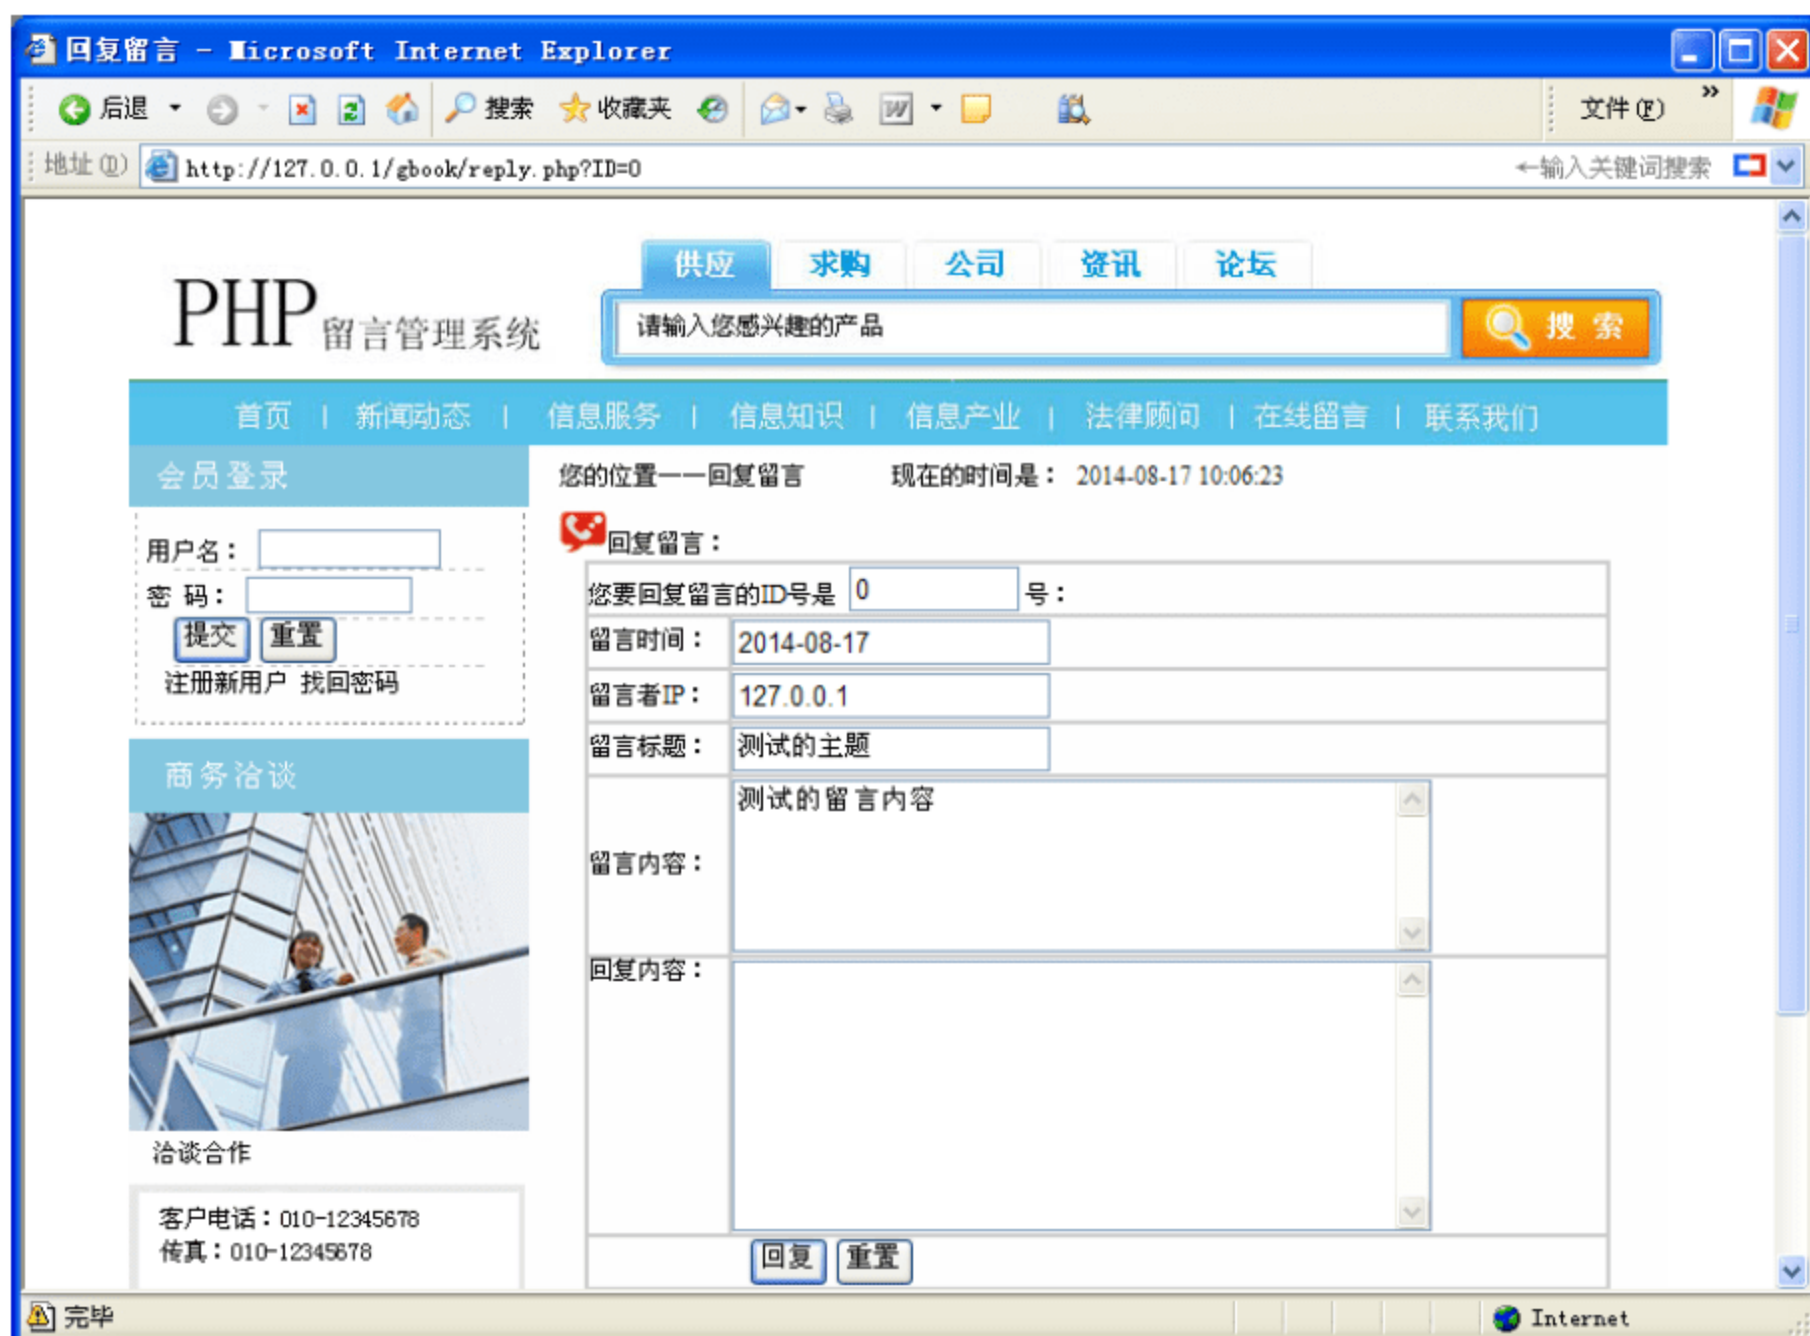 回复留言 - Microsoft Internet Explorer
后退 搜索 收藏夹 文件(F) »
地址(D) http://127.0.0.1/gbook/reply.php?ID=0 ←输入关键词搜索
供应 求购 公司 资讯 论坛
PHP留言管理系统
请输入您感兴趣的产品 搜 索
首页 | 新闻动态 | 信息服务 | 信息知识 | 信息产业 | 法律顾问 | 在线留言 | 联系我们
会员登录
您的位置——回复留言 现在的时间是： 2014-08-17 10:06:23
用户名：
密 码：
提交 重置
注册新用户 找回密码
商务洽谈
洽谈合作
客户电话：010-12345678
传真：010-12345678
回复留言：
您要回复留言的ID号是 0 号：
留言时间： 2014-08-17
留言者IP： 127.0.0.1
留言标题： 测试的主题
留言内容： 测试的留言内容
回复内容：
回复 重置
完毕 Internet